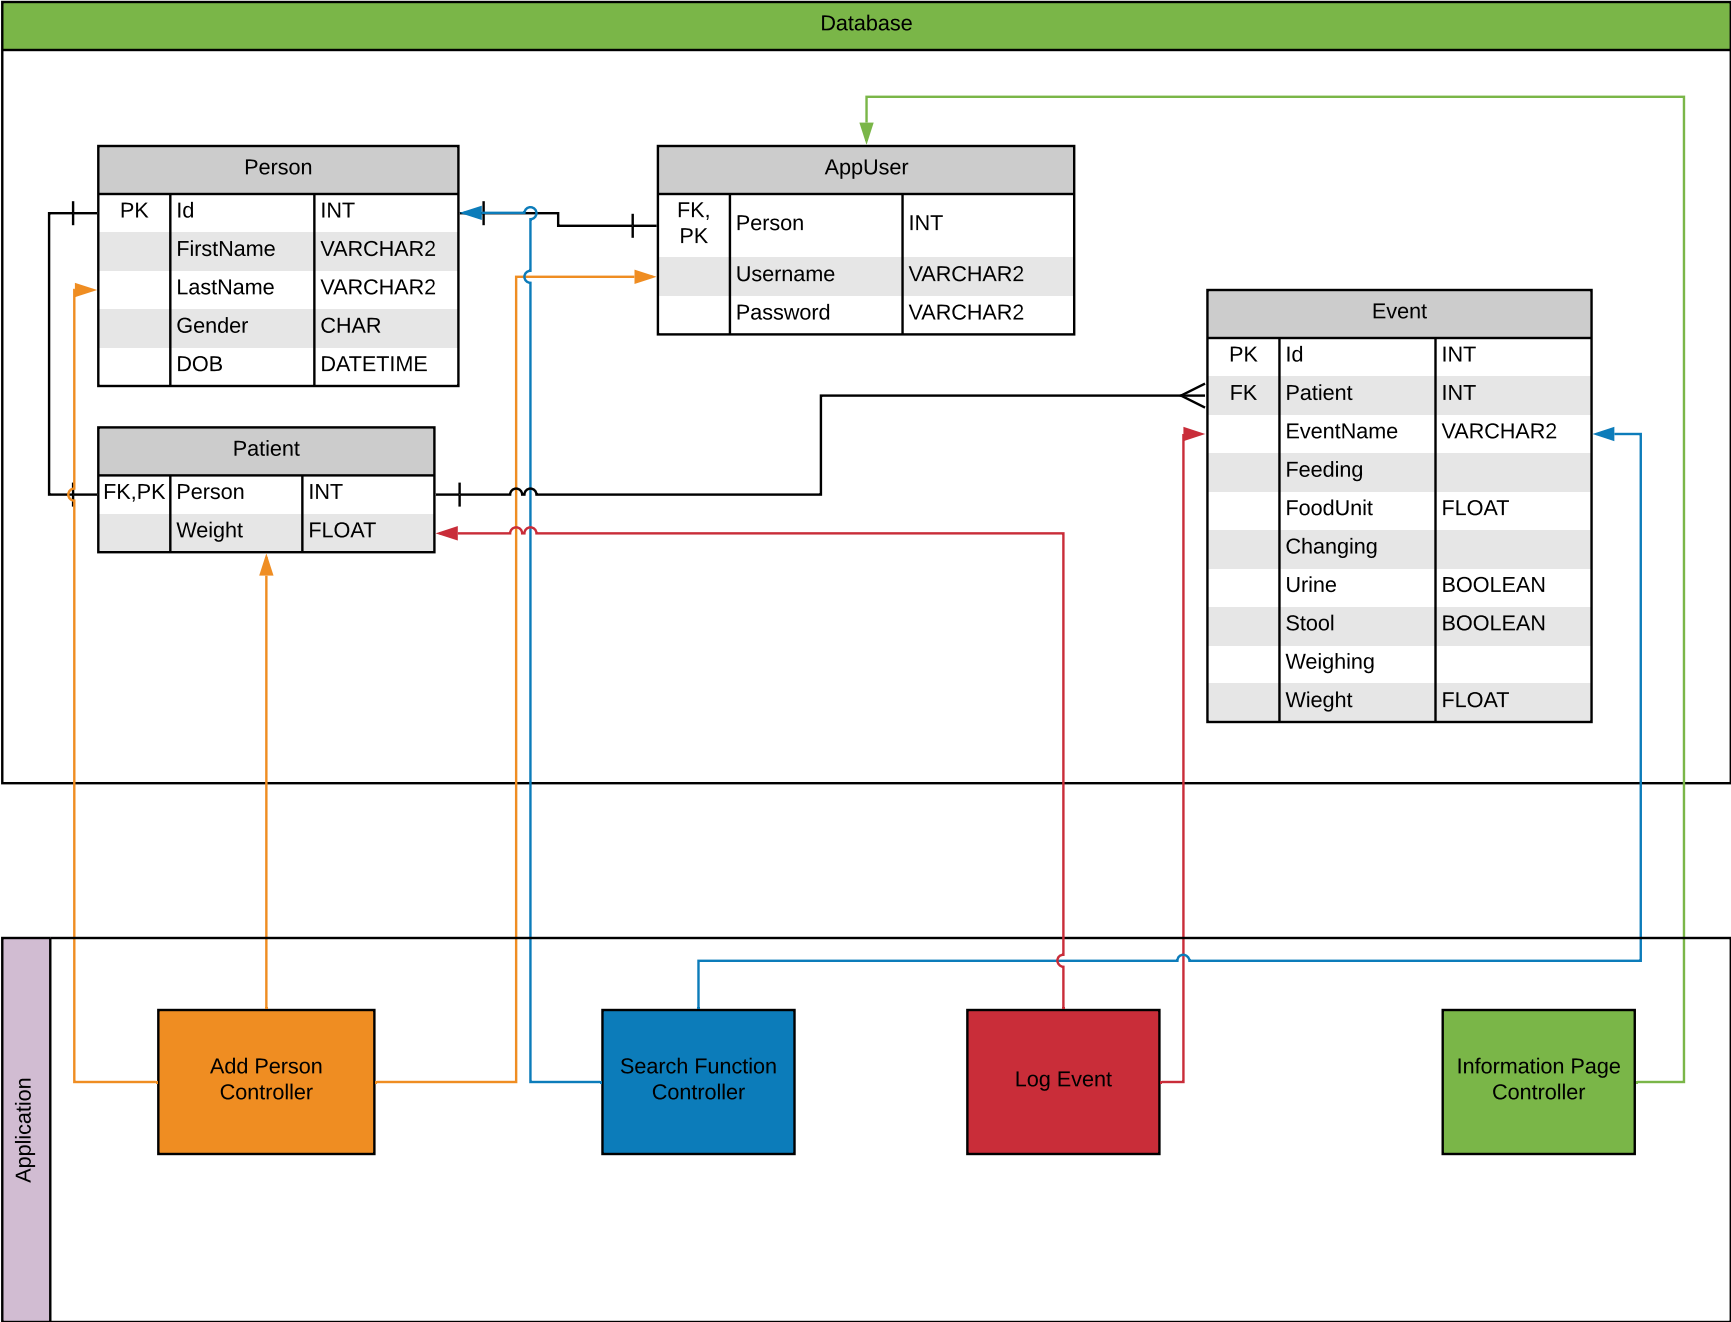 Database
Person
PK Id INT
FirstName VARCHAR2
LastName VARCHAR2
Gender CHAR
DOB DATETIME
AppUser
FK,
PK Person INT
Username VARCHAR2
Password VARCHAR2
Event
PK Id INT
FK Patient INT
EventName VARCHAR2
Feeding
FoodUnit FLOAT
Changing
Urine BOOLEAN
Stool BOOLEAN
Weighing
Wieght FLOAT
Patient
FK,PK Person INT
Weight FLOAT
Application
Add Person
Controller
Search Function
Controller
Log Event
Information Page
Controller